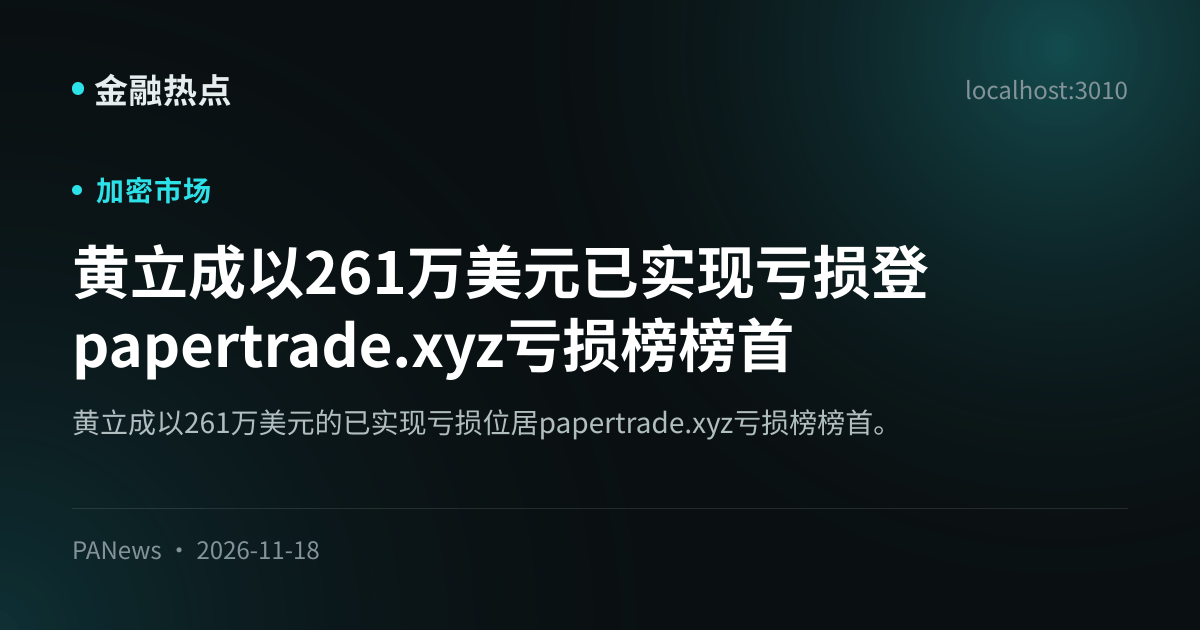 金融热点
localhost:3010
加密市场
黄立成以261万美元已实现亏损登
papertrade.xyz亏损榜榜首
黄立成以261万美元的已实现亏损位居papertrade.xyz亏损榜榜首。
PANews • 2026-11-18